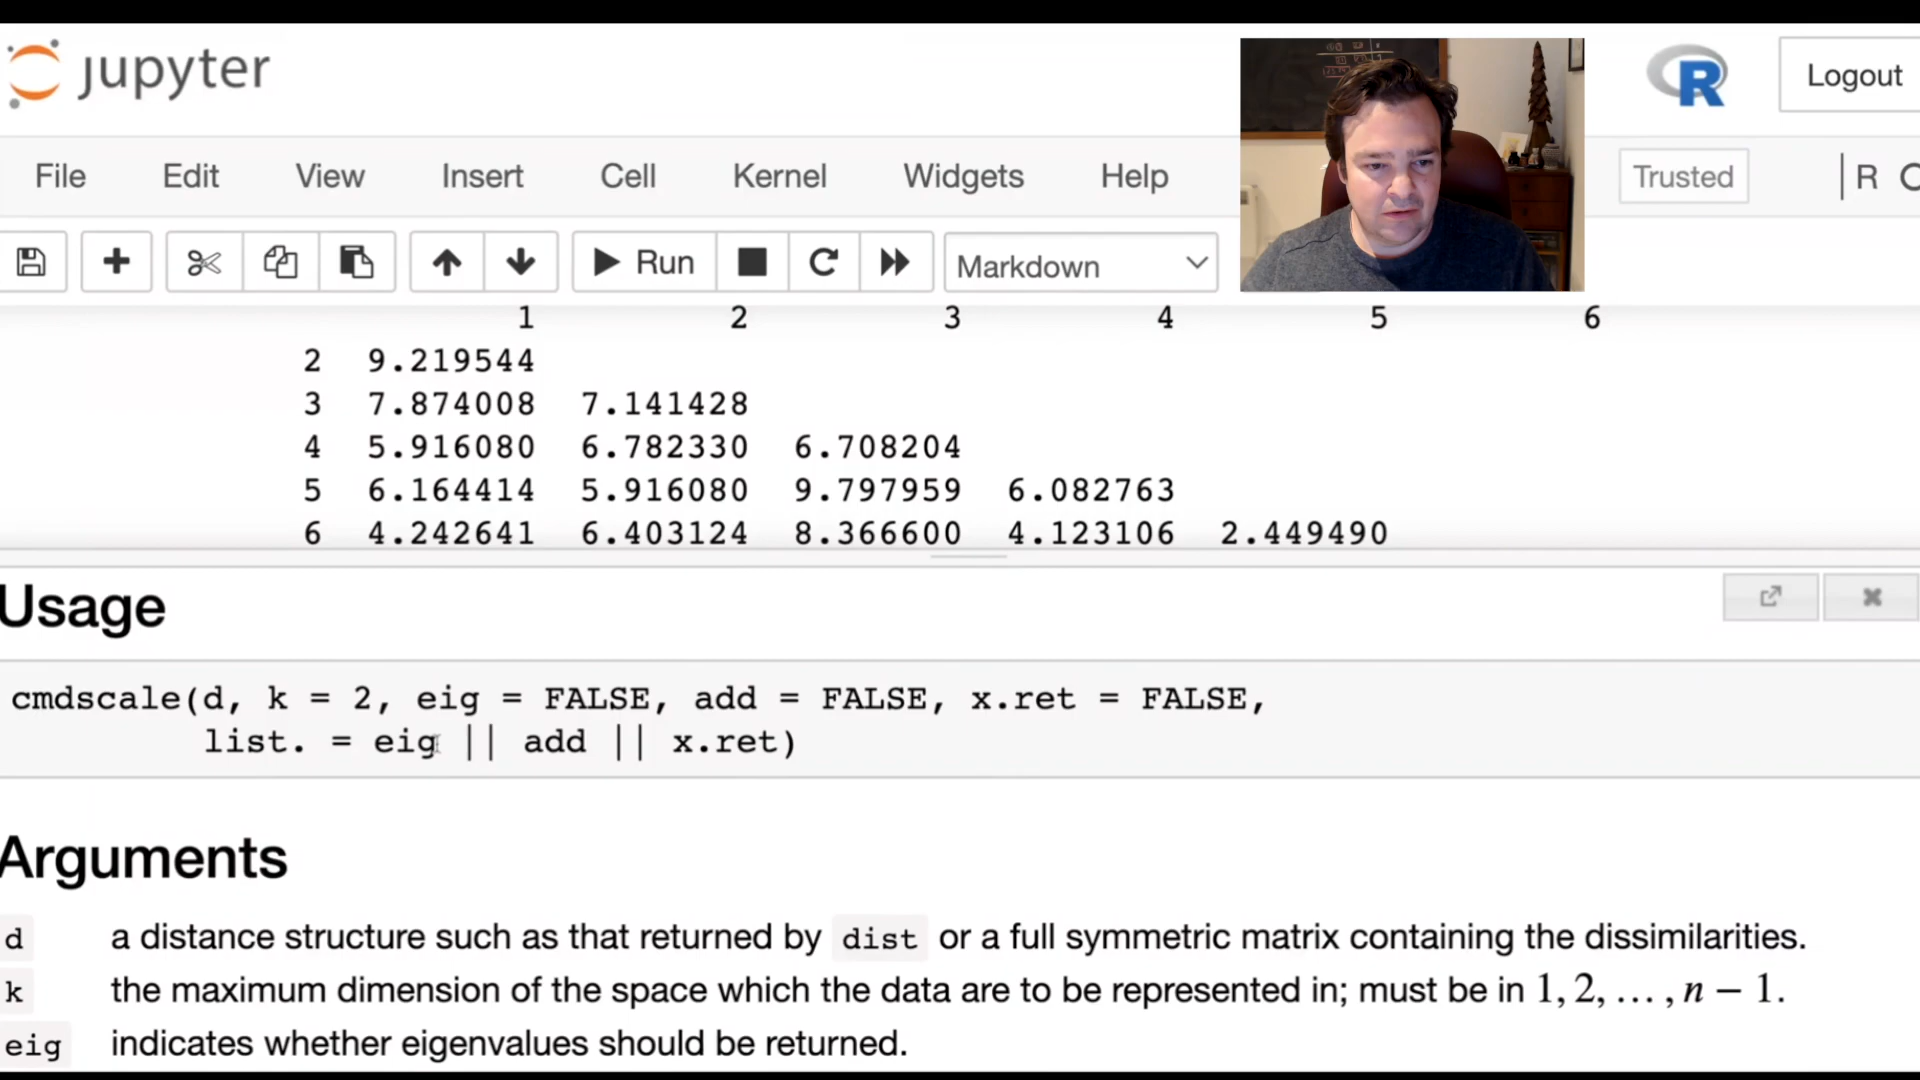 jupyter
R
Logout
File Edit View Insert Cell Kernel Widgets Help
Trusted
R
Run
Markdown
1 2 3 4 5 6
2 9.219544
3 7.874008 7.141428
4 5.916080 6.782330 6.708204
5 6.164414 5.916080 9.797959 6.082763
6 4.242641 6.403124 8.366600 4.123106 2.449490
Usage
cmdscale(d, k = 2, eig = FALSE, add = FALSE, x.ret = FALSE,
list. = eig || add || x.ret)
Arguments
d a distance structure such as that returned by dist or a full symmetric matrix containing the dissimilarities.
k the maximum dimension of the space which the data are to be represented in; must be in 1, 2, …, n − 1.
eig indicates whether eigenvalues should be returned.